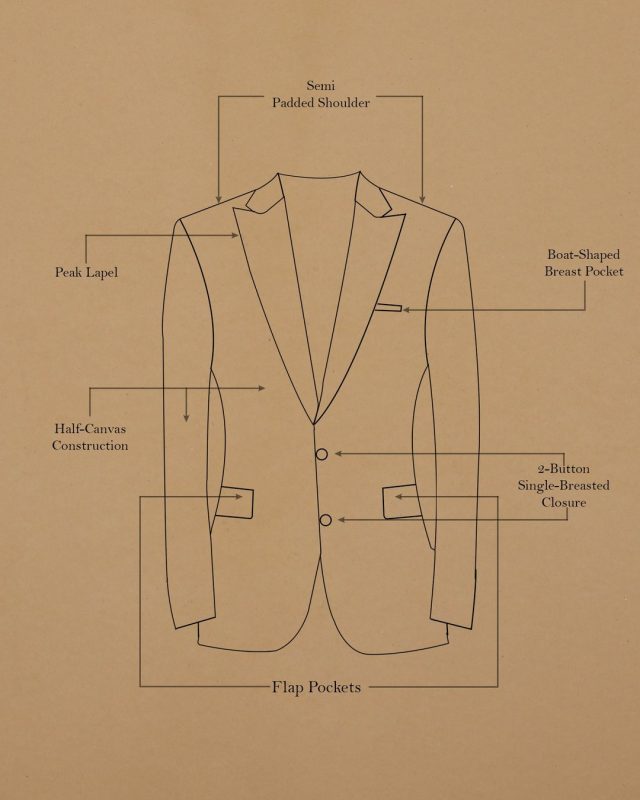 Semi
Padded Shoulder
Peak Lapel
Boat-Shaped
Breast Pocket
Half-Canvas
Construction
2-Button
Single-Breasted
Closure
Flap Pockets